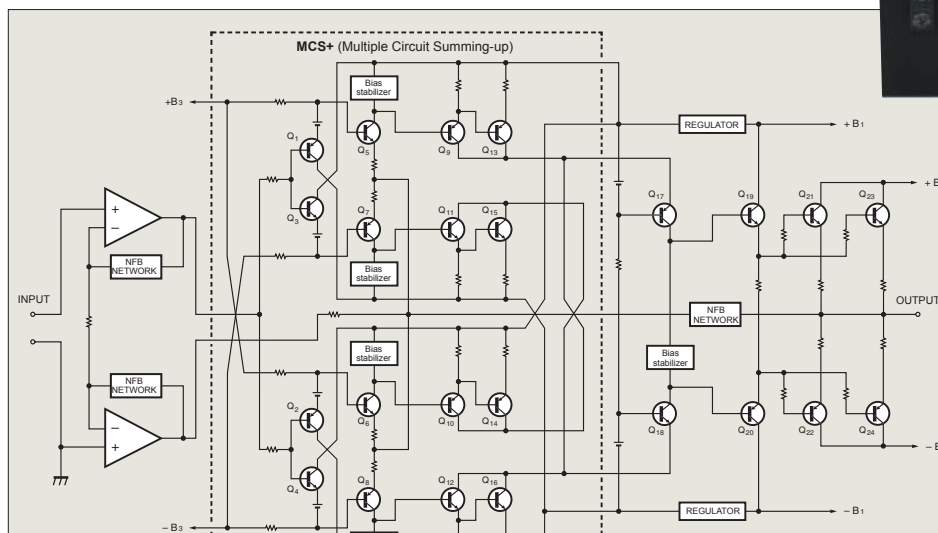 MCS+ (Multiple Circuit Summing-up)
Bias
stabilizer
+B3
Q1
Q5
Q9
Q13
REGULATOR
+ B1
+ B
Q3
Q7
Q11
Q15
Q17
Q19
Q21
Q23
+
−
NFB
NETWORK
Bias
stabilizer
INPUT
NFB
NETWORK
OUTPUT
Bias
stabilizer
Bias
stabilizer
NFB
NETWORK
−
+
Q2
Q6
Q10
Q14
Q18
Q20
Q22
Q24
− B
Q4
Q8
Q12
Q16
− B3
REGULATOR
− B1